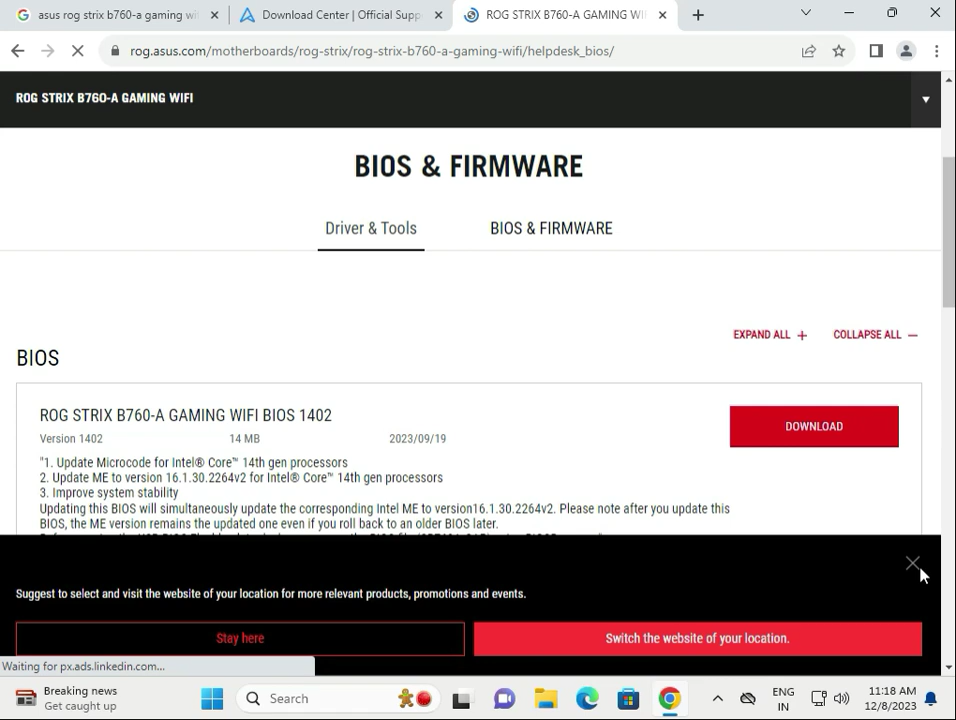 asus rog strix b760-a gaming wi
Download Center | Official Supp
ROG STRIX B760-A GAMING WI
rog.asus.com/motherboards/rog-strix/rog-strix-b760-a-gaming-wifi/helpdesk_bios/
ROG STRIX B760-A GAMING WIFI
BIOS & FIRMWARE
Driver & Tools
BIOS & FIRMWARE
EXPAND ALL +
COLLAPSE ALL —
BIOS
ROG STRIX B760-A GAMING WIFI BIOS 1402
DOWNLOAD
Version 1402
14 MB
2023/09/19
"1. Update Microcode for Intel® Core™ 14th gen processors
2. Update ME to version 16.1.30.2264v2 for Intel® Core™ 14th gen processors
3. Improve system stability
Updating this BIOS will simultaneously update the corresponding Intel ME to version16.1.30.2264v2. Please note after you update this
BIOS, the ME version remains the updated one even if you roll back to an older BIOS later.
Suggest to select and visit the website of your location for more relevant products, promotions and events.
Stay here
Switch the website of your location.
Waiting for px.ads.linkedin.com...
Breaking news
Get caught up
Search
ENG
IN
11:18 AM
12/8/2023